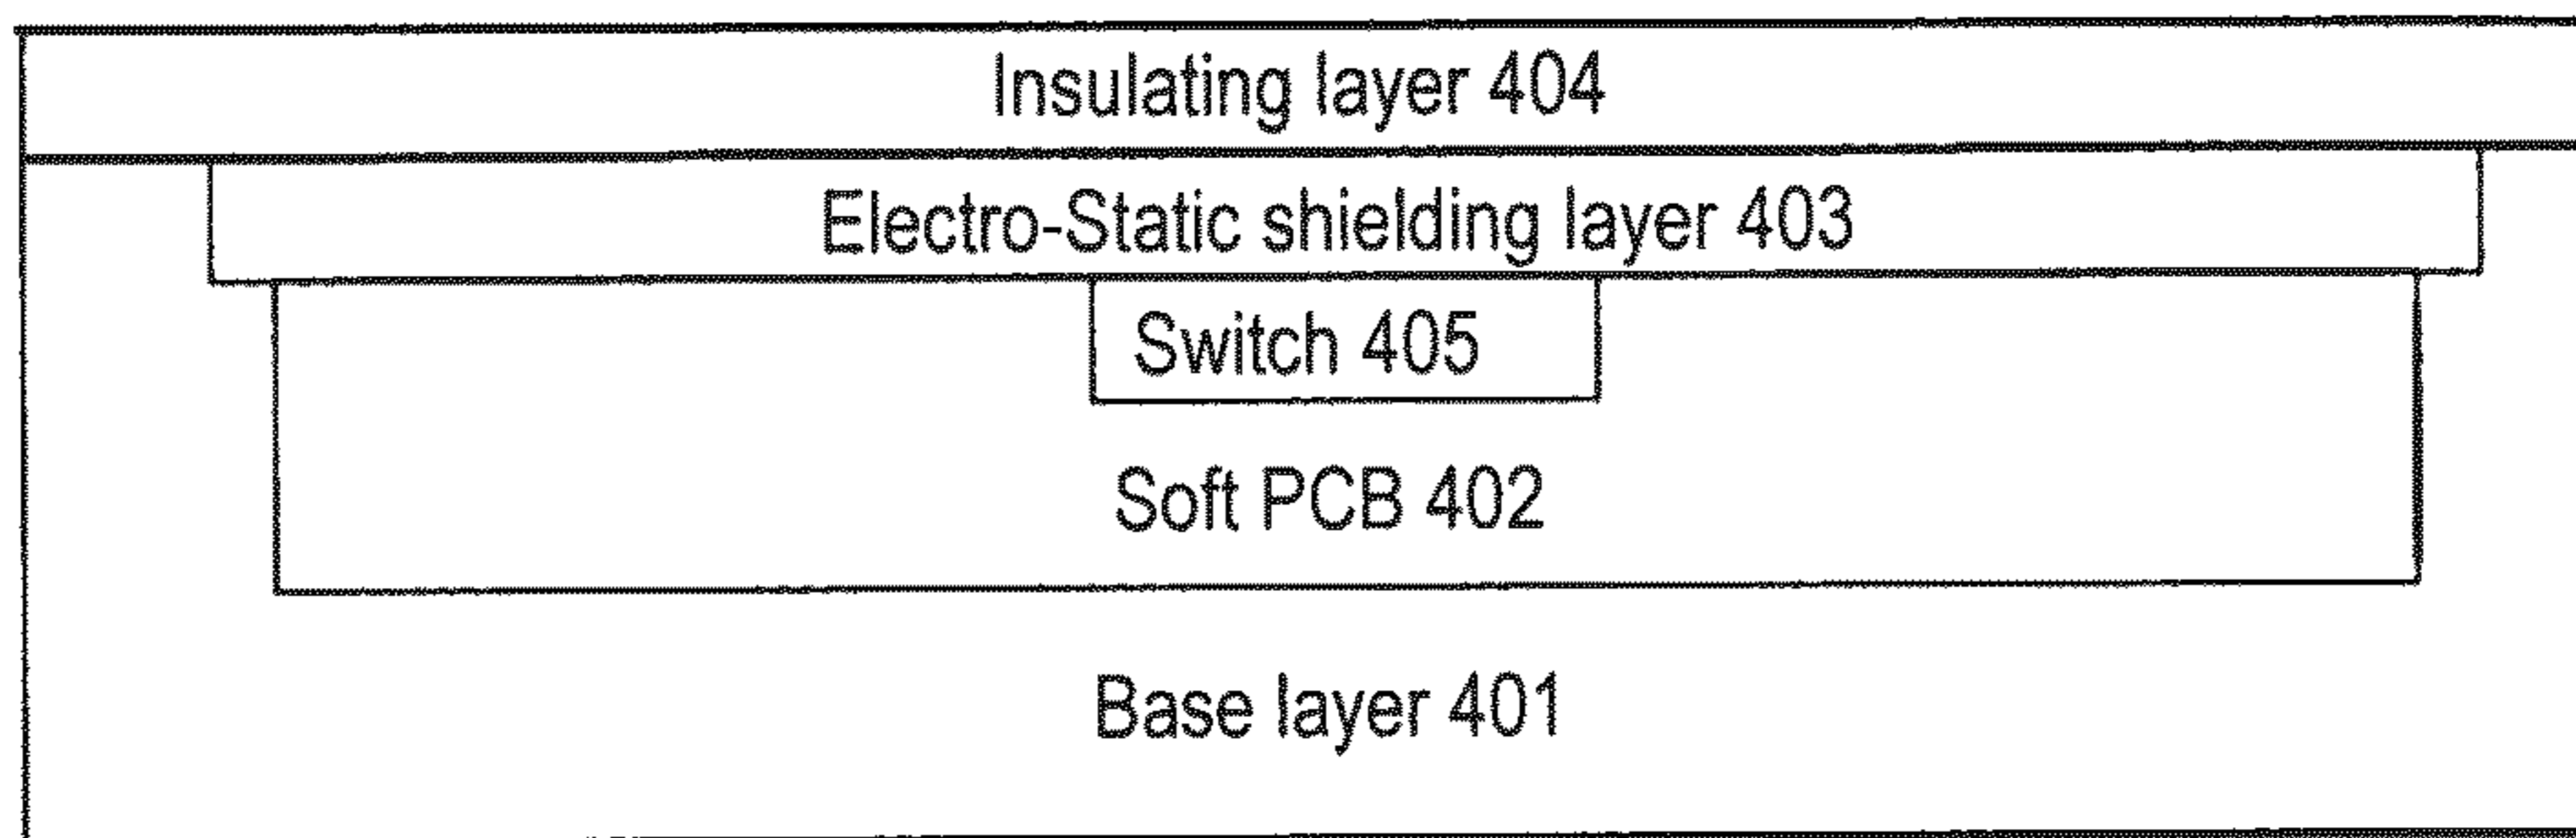 Insulating layer 404
Electro-Static shielding layer 403
Switch 405
Soft PCB 402
Base layer 401